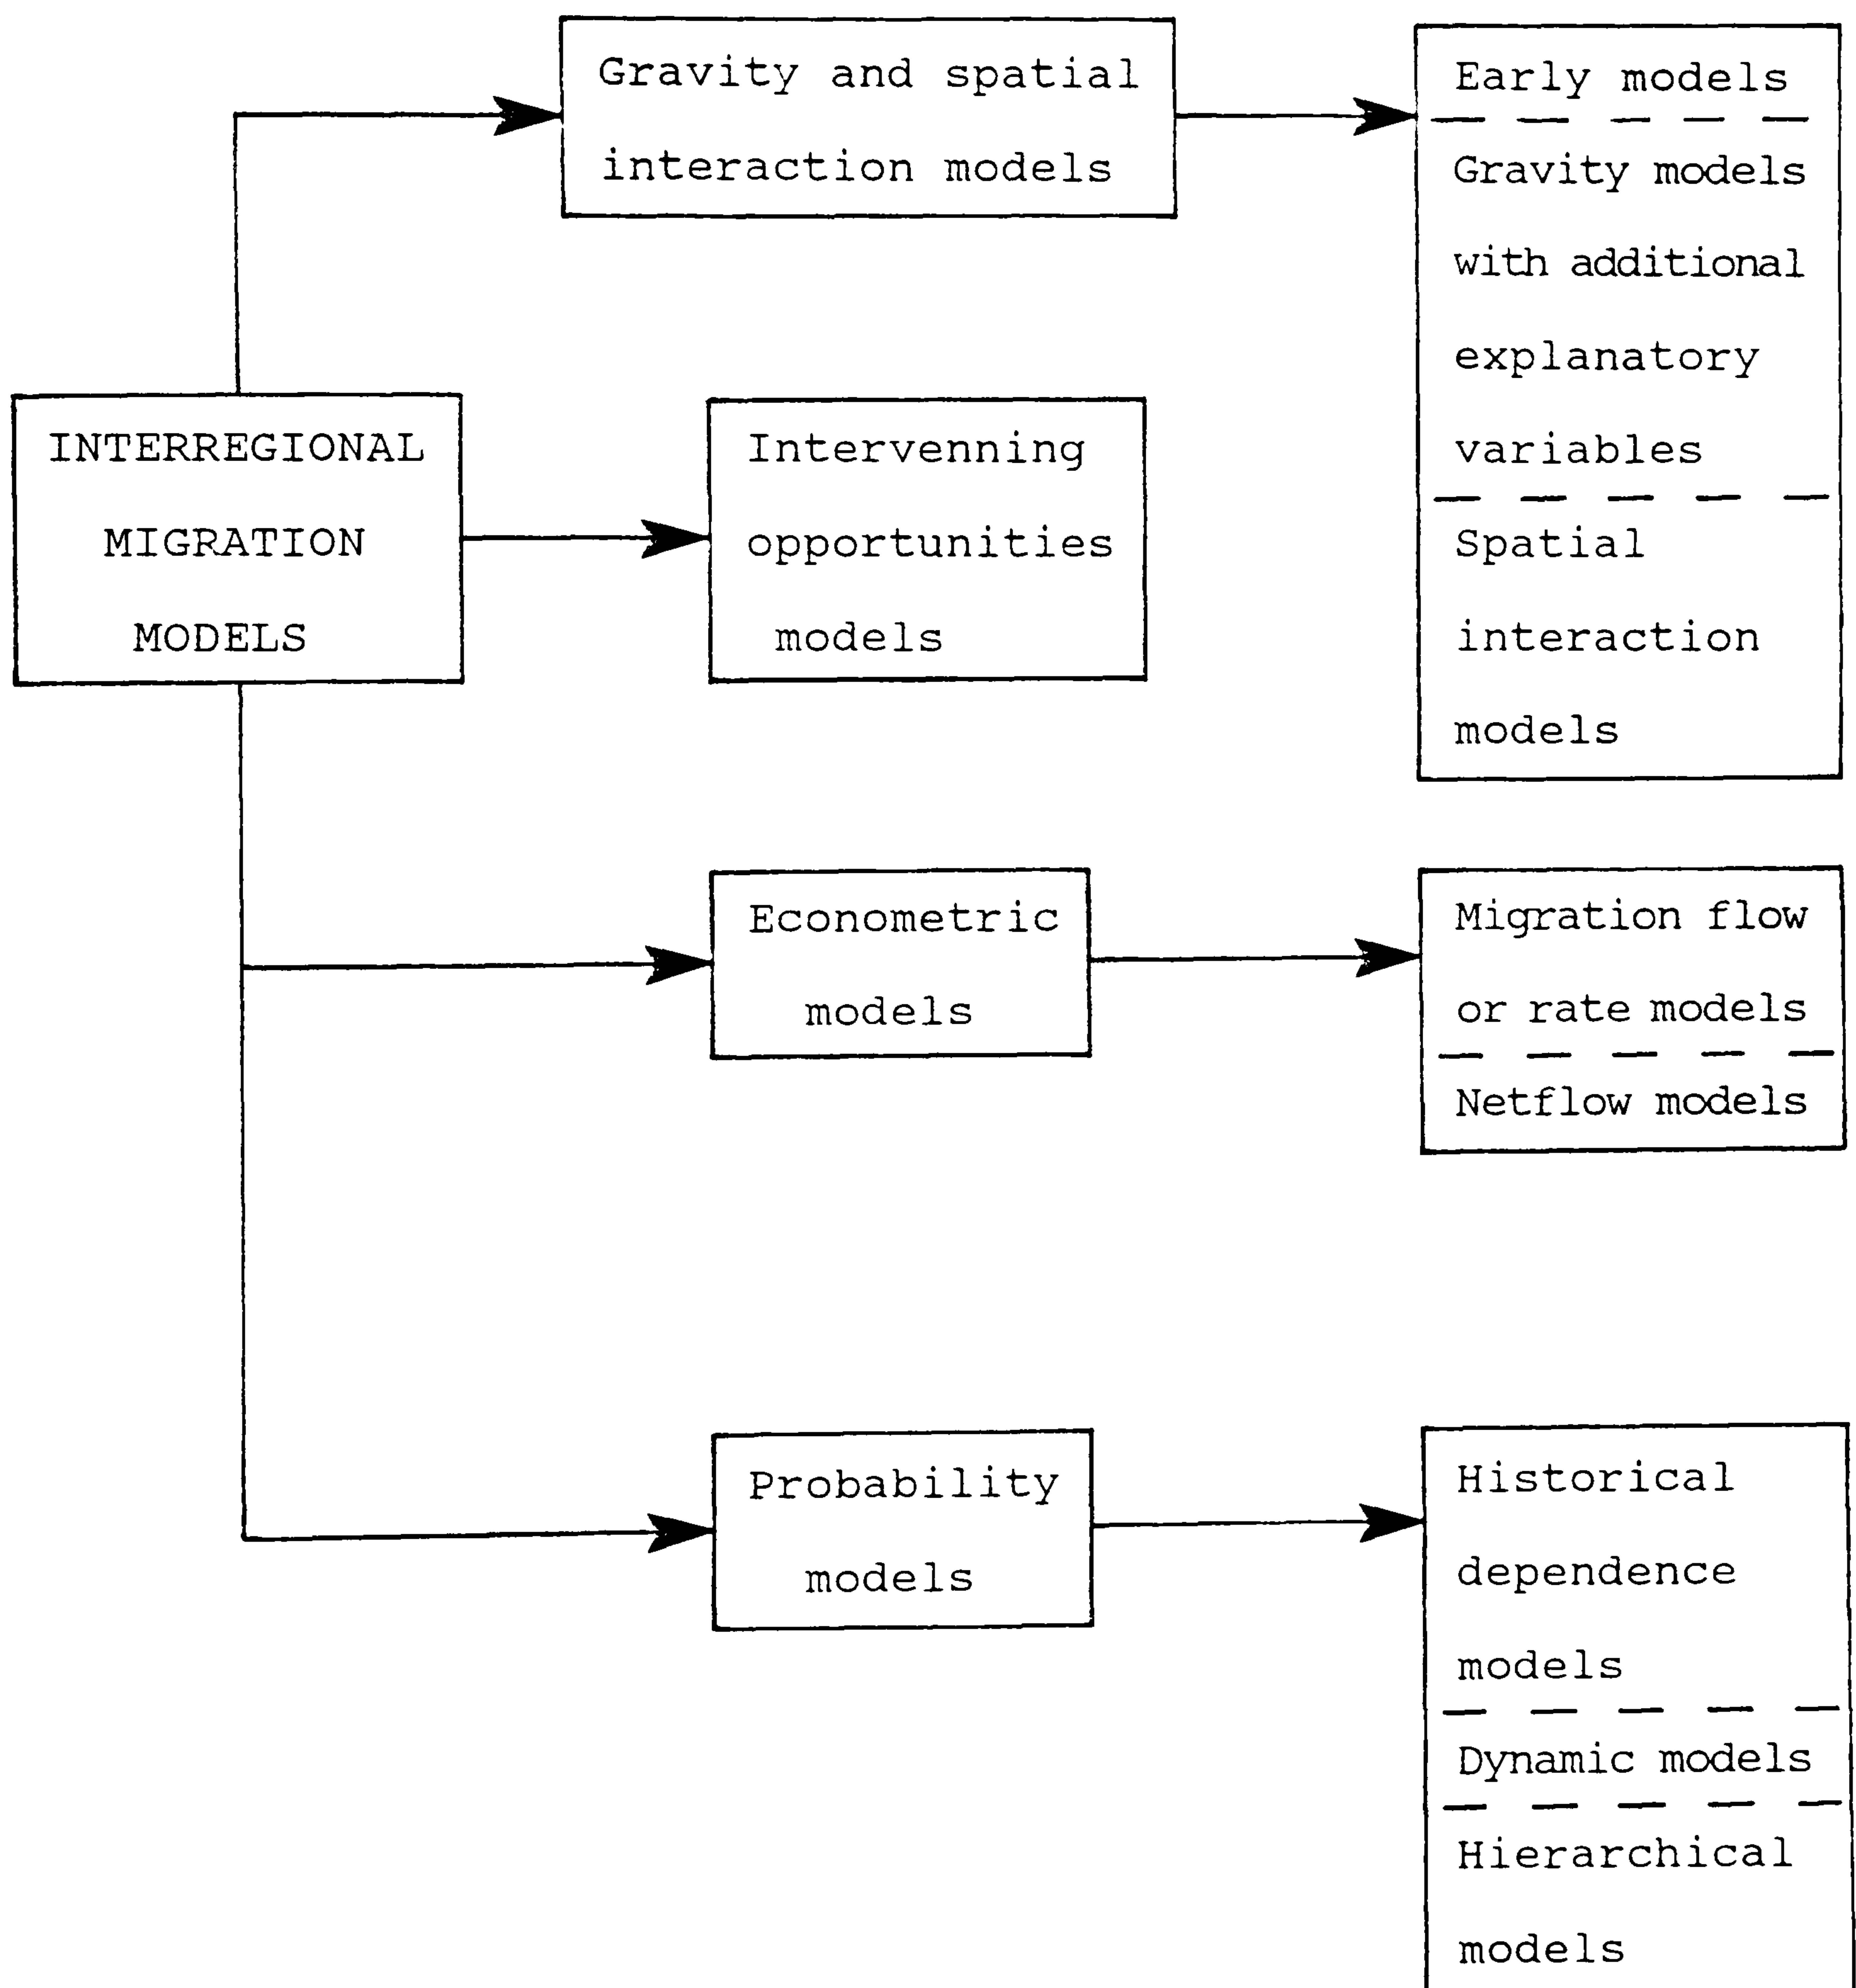 Gravity and spatial
interaction models
Early models
Gravity models
with additional
explanatory
variables
Spatial
interaction
models
INTERREGIONAL
MIGRATION
MODELS
Intervenning
opportunities
models
Econometric
models
Migration flow
or rate models
Netflow models
Probability
models
Historical
dependence
models
Dynamic models
Hierarchical
models